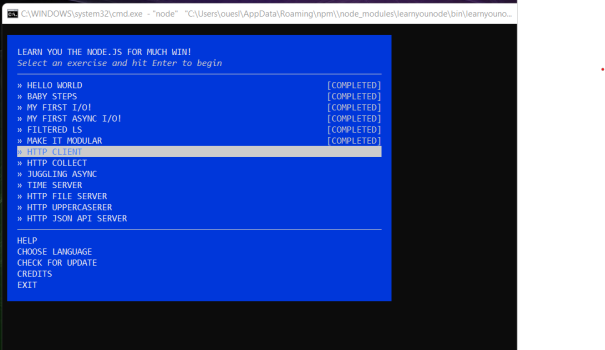 C:\WINDOWS\system32\cmd.exe - "node" "C:\Users\ouesl\AppData\Roaming\npm\\node_modules\learnyounode\bin\learnyouno...
LEARN YOU THE NODE.JS FOR MUCH WIN!
Select an exercise and hit Enter to begin
» HELLO WORLD [COMPLETED]
» BABY STEPS [COMPLETED]
» MY FIRST I/O! [COMPLETED]
» MY FIRST ASYNC I/O! [COMPLETED]
» FILTERED LS [COMPLETED]
» MAKE IT MODULAR [COMPLETED]
» HTTP CLIENT
» HTTP COLLECT
» JUGGLING ASYNC
» TIME SERVER
» HTTP FILE SERVER
» HTTP UPPERCASERER
» HTTP JSON API SERVER
HELP
CHOOSE LANGUAGE
CHECK FOR UPDATE
CREDITS
EXIT